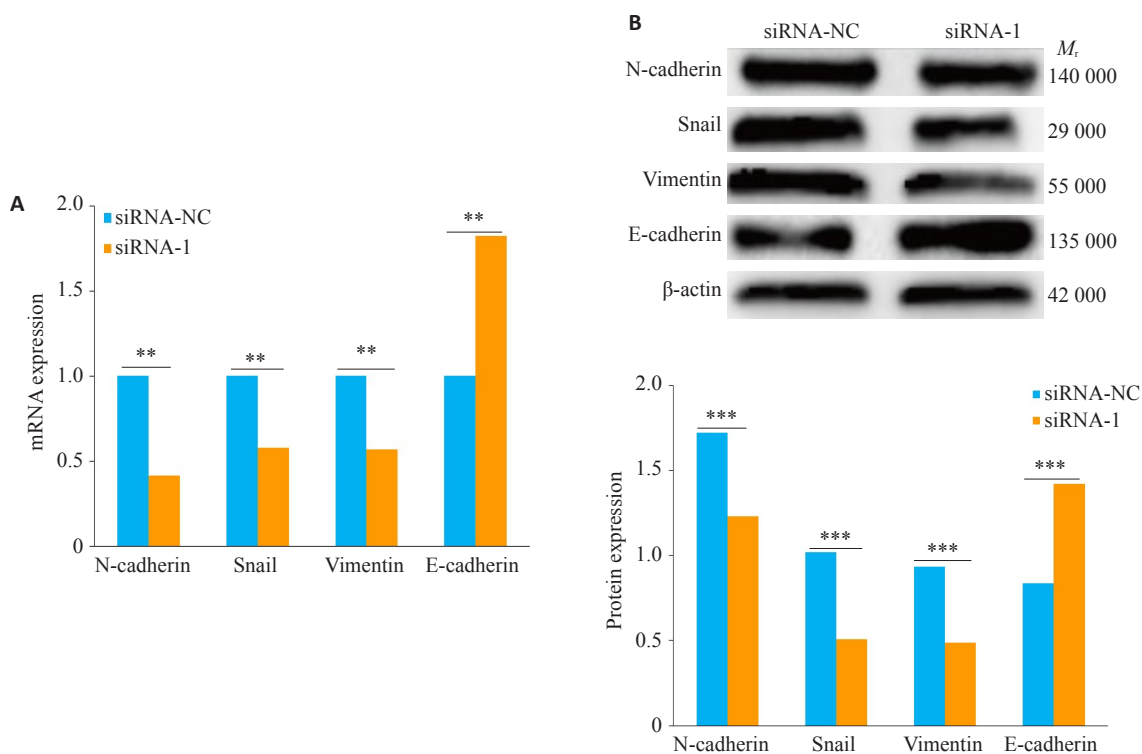 A
2.0
1.5
1.0
0.5
0
mRNA expression
siRNA-NC
siRNA-1
**
**
**
**
N-cadherin Snail Vimentin E-cadherin
B
siRNA-NC siRNA-1
Mr
N-cadherin 140 000
Snail 29 000
Vimentin 55 000
E-cadherin 135 000
β-actin 42 000
2.0
1.5
1.0
0.5
0
Protein expression
siRNA-NC
siRNA-1
***
***
***
***
N-cadherin Snail Vimentin E-cadherin